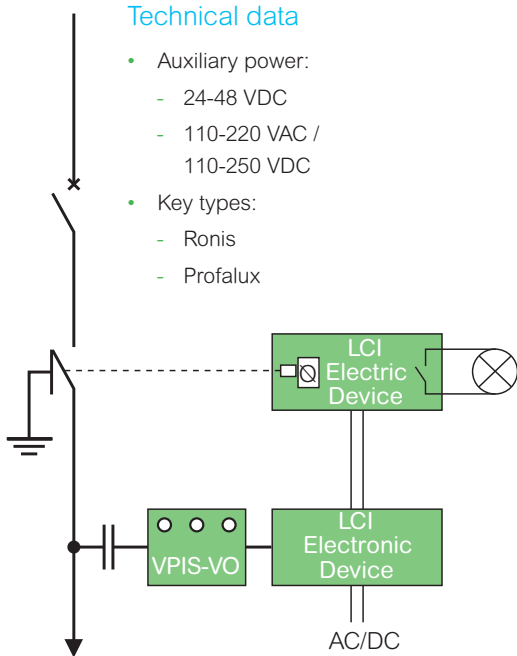 Technical data
• Auxiliary power:
- 24-48 VDC
- 110-220 VAC /
110-250 VDC
• Key types:
- Ronis
- Profalux
LCI
Electric
Device
VPIS-VO
LCI
Electronic
Device
AC/DC